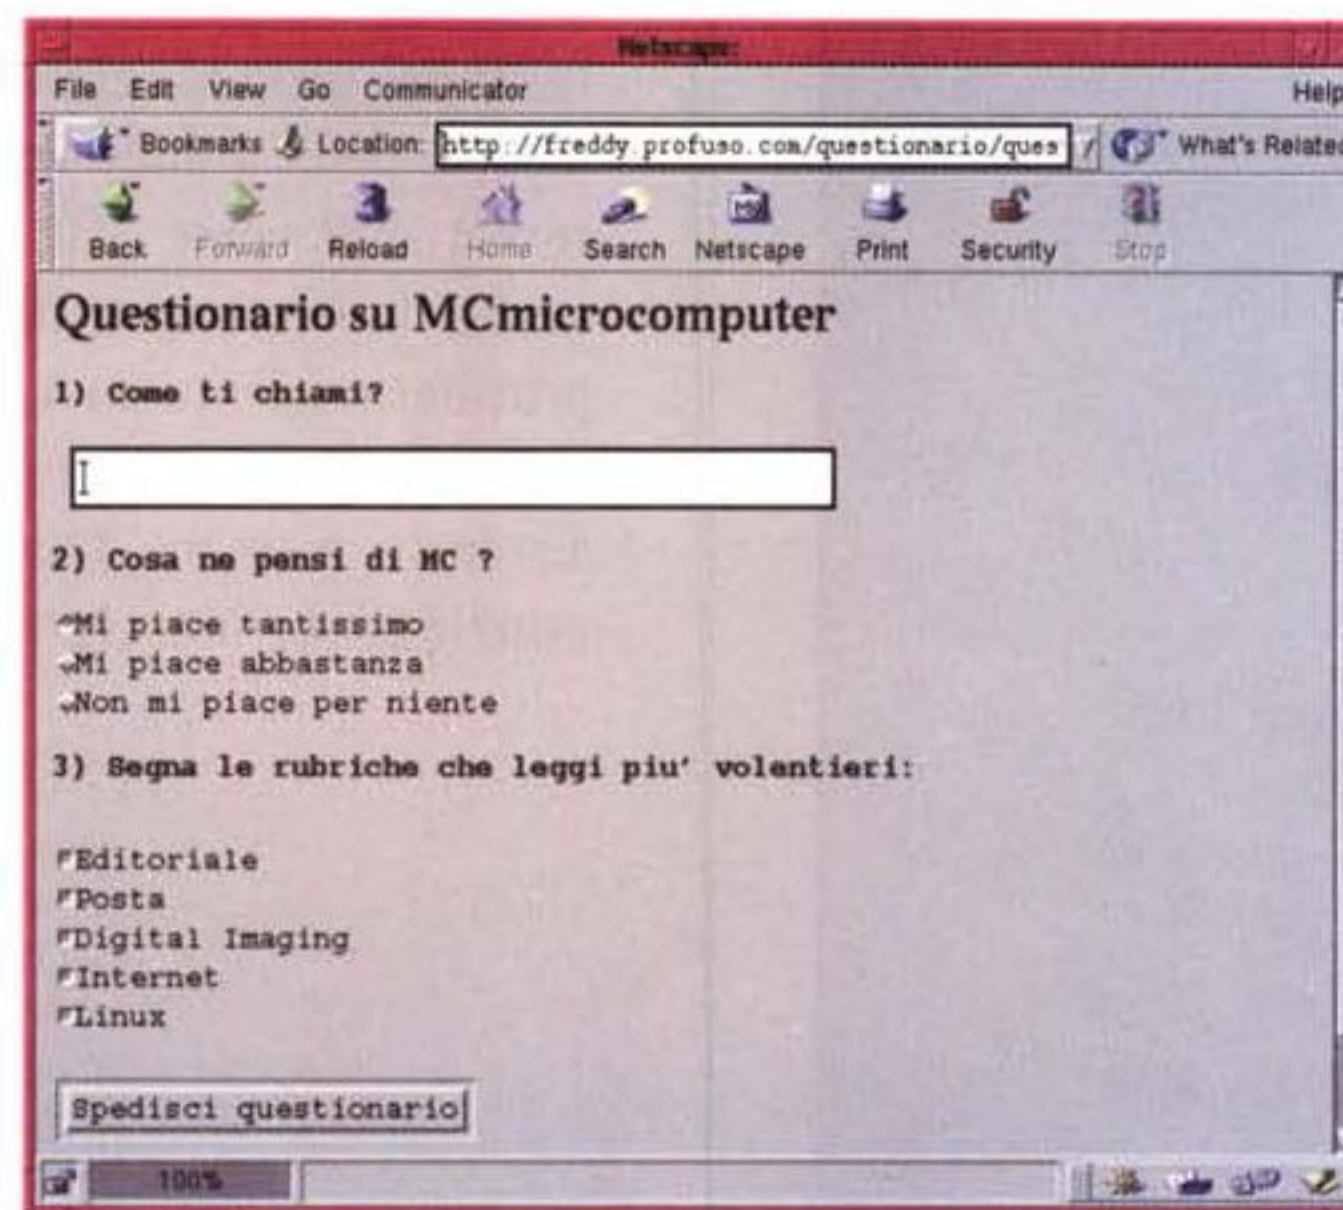 Netscape:
File Edit View Go Communicator Help
Bookmarks Location: http://freddy.profuso.com/questionario/ques What's Related
Back Forward Reload Home Search Netscape Print Security Stop
Questionario su MCmicrocomputer
1) Come ti chiami?
2) Cosa ne pensi di MC ?
Mi piace tantissimo
Mi piace abbastanza
Non mi piace per niente
3) Segna le rubriche che leggi piu' volentieri:
Editoriale
Posta
Digital Imaging
Internet
Linux
Spedisci questionario
100%